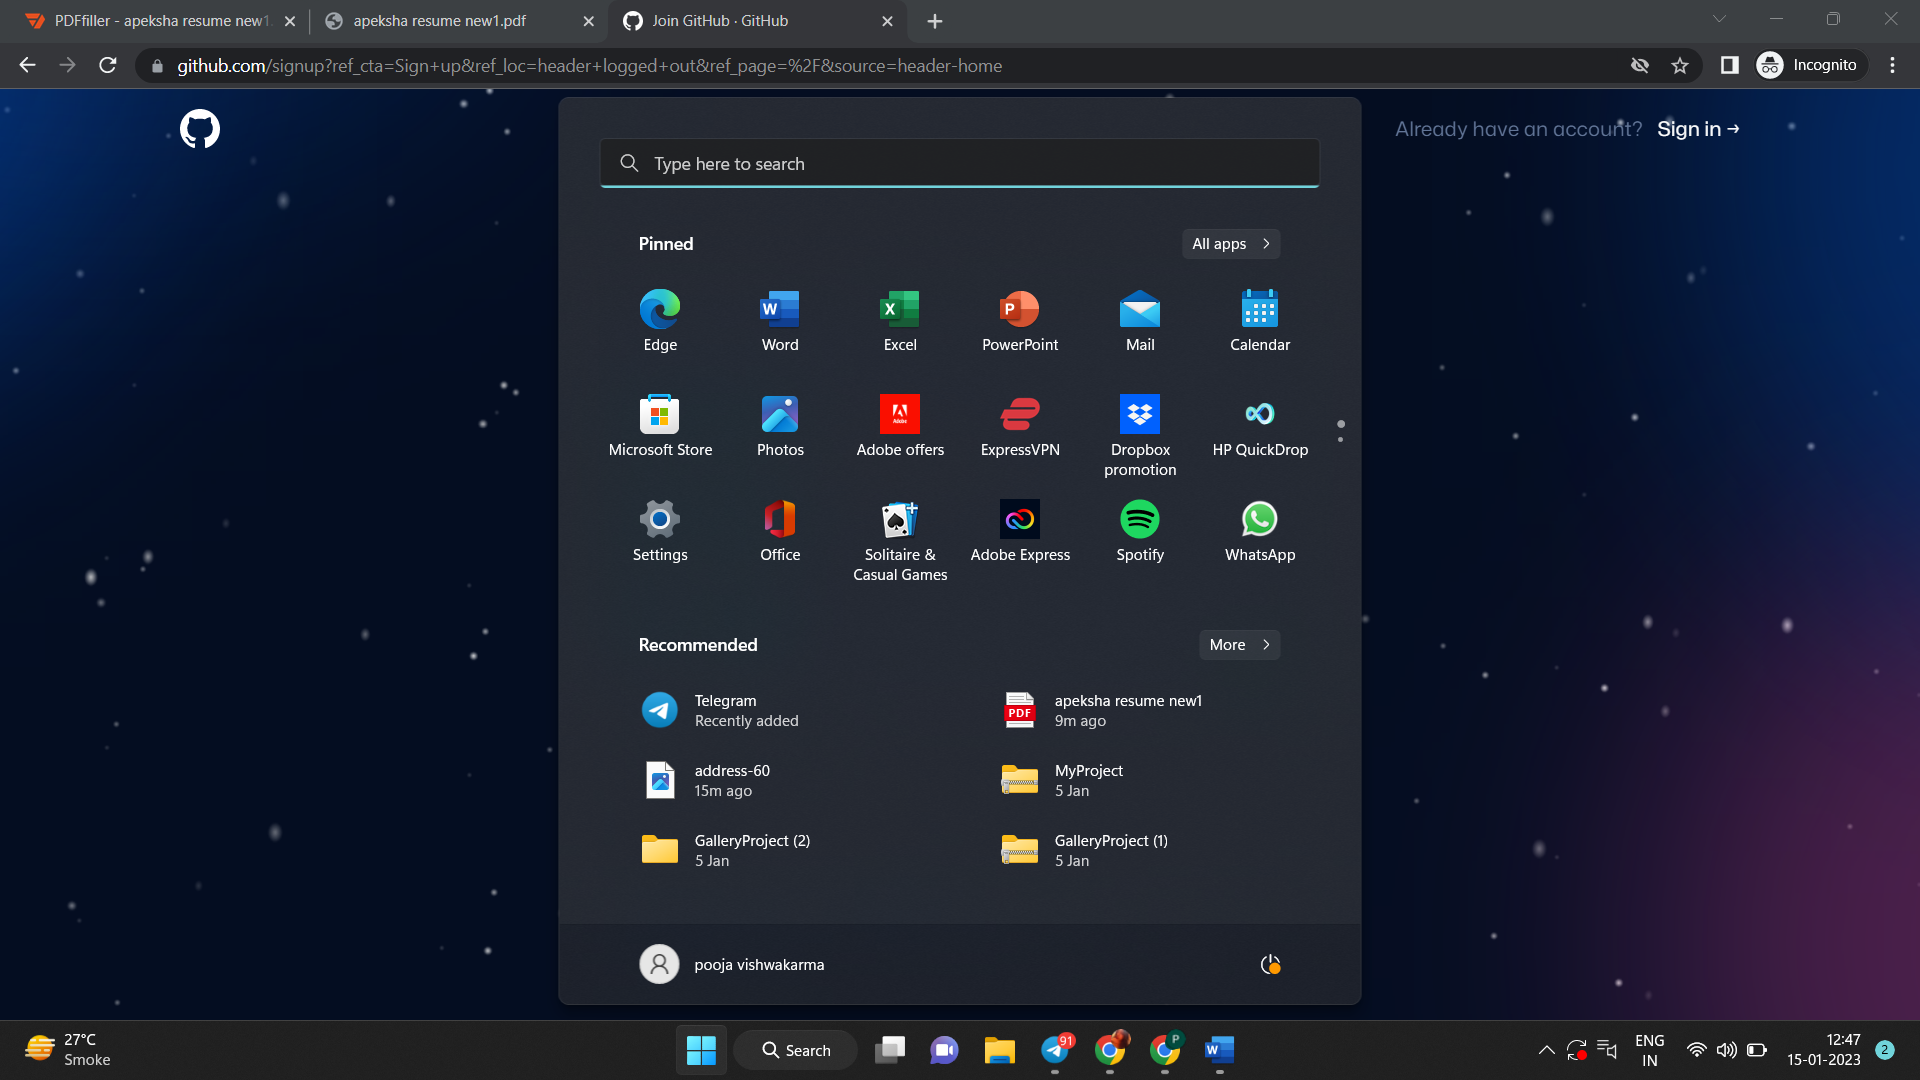 PDFfiller - apeksha resume new1.
apeksha resume new1.pdf
Join GitHub · GitHub
github.com/signup?ref_cta=Sign+up&ref_loc=header+logged+out&ref_page=%2F&source=header-home
Incognito
Already have an account? Sign in →
Type here to search
Pinned
All apps
Edge
Word
Excel
PowerPoint
Mail
Calendar
Microsoft Store
Photos
Adobe offers
ExpressVPN
Dropbox
promotion
HP QuickDrop
Settings
Office
Solitaire &
Casual Games
Adobe Express
Spotify
WhatsApp
Recommended
More
Telegram
Recently added
apeksha resume new1
9m ago
address-60
15m ago
MyProject
5 Jan
GalleryProject (2)
5 Jan
GalleryProject (1)
5 Jan
pooja vishwakarma
27°C
Smoke
Search
91
P
ENG
IN
12:47
15-01-2023
2